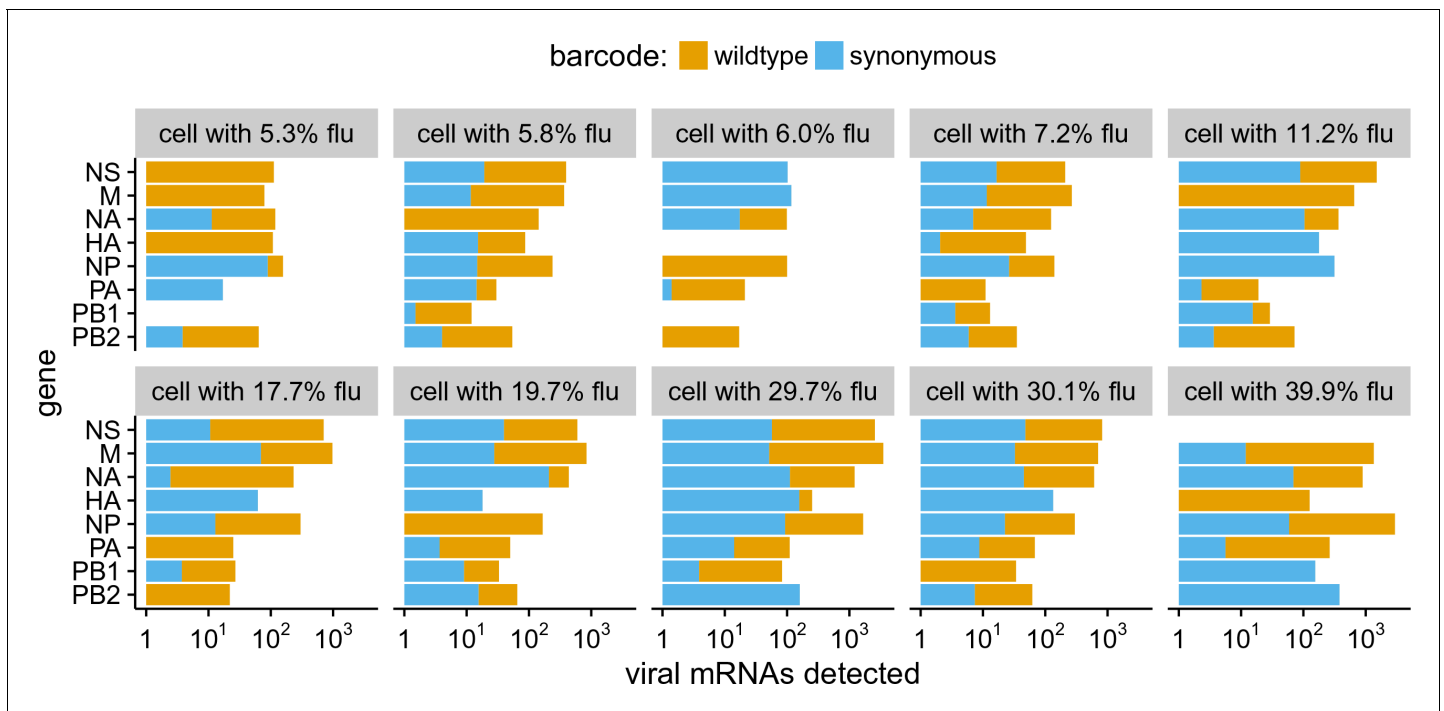 barcode: wildtype synonymous
cell with 5.3% flu cell with 5.8% flu cell with 6.0% flu cell with 7.2% flu cell with 11.2% flu
NS
M
NA
HA
NP
PA
PB1
PB2
gene
cell with 17.7% flu cell with 19.7% flu cell with 29.7% flu cell with 30.1% flu cell with 39.9% flu
NS
M
NA
HA
NP
PA
PB1
PB2
1 10¹ 10² 10³ 1 10¹ 10² 10³ 1 10¹ 10² 10³ 1 10¹ 10² 10³ 1 10¹ 10² 10³
viral mRNAs detected